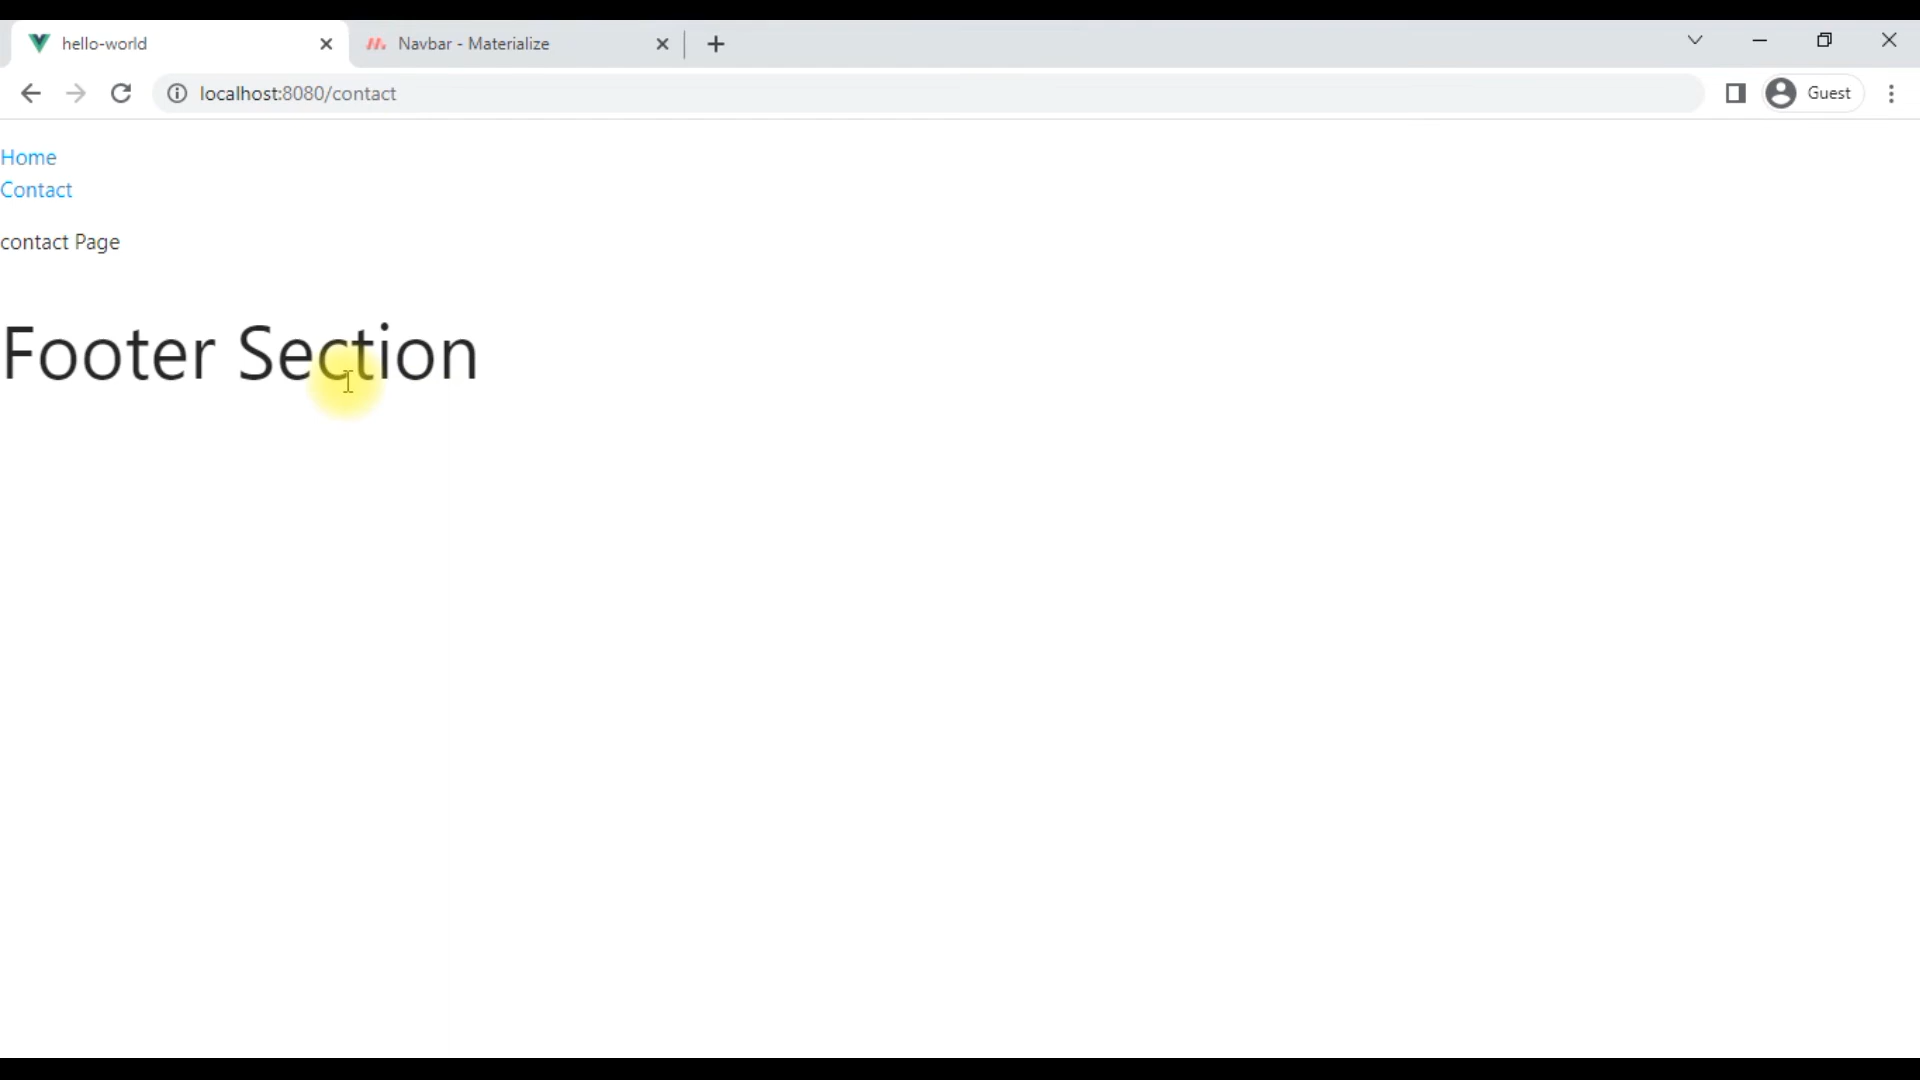 hello-world
Navbar - Materialize
localhost:8080/contact
Guest
Home
Contact
contact Page
Footer Section